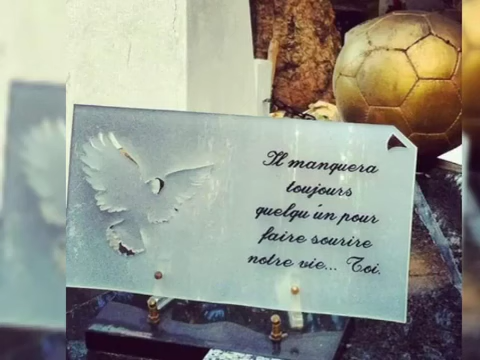 Il manquera
toujours
quelqu'un pour
faire sourire
notre vie... Toi.